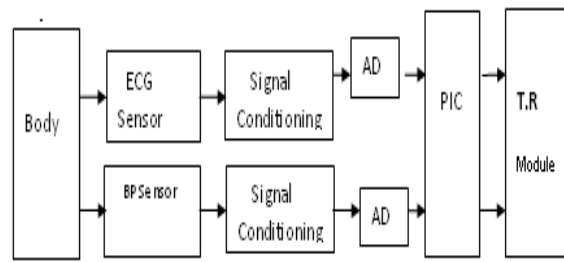 Body
ECG
Sensor
Signal
Conditioning
AD
PIC
T.R
Module
BPSensor
Signal
Conditioning
AD